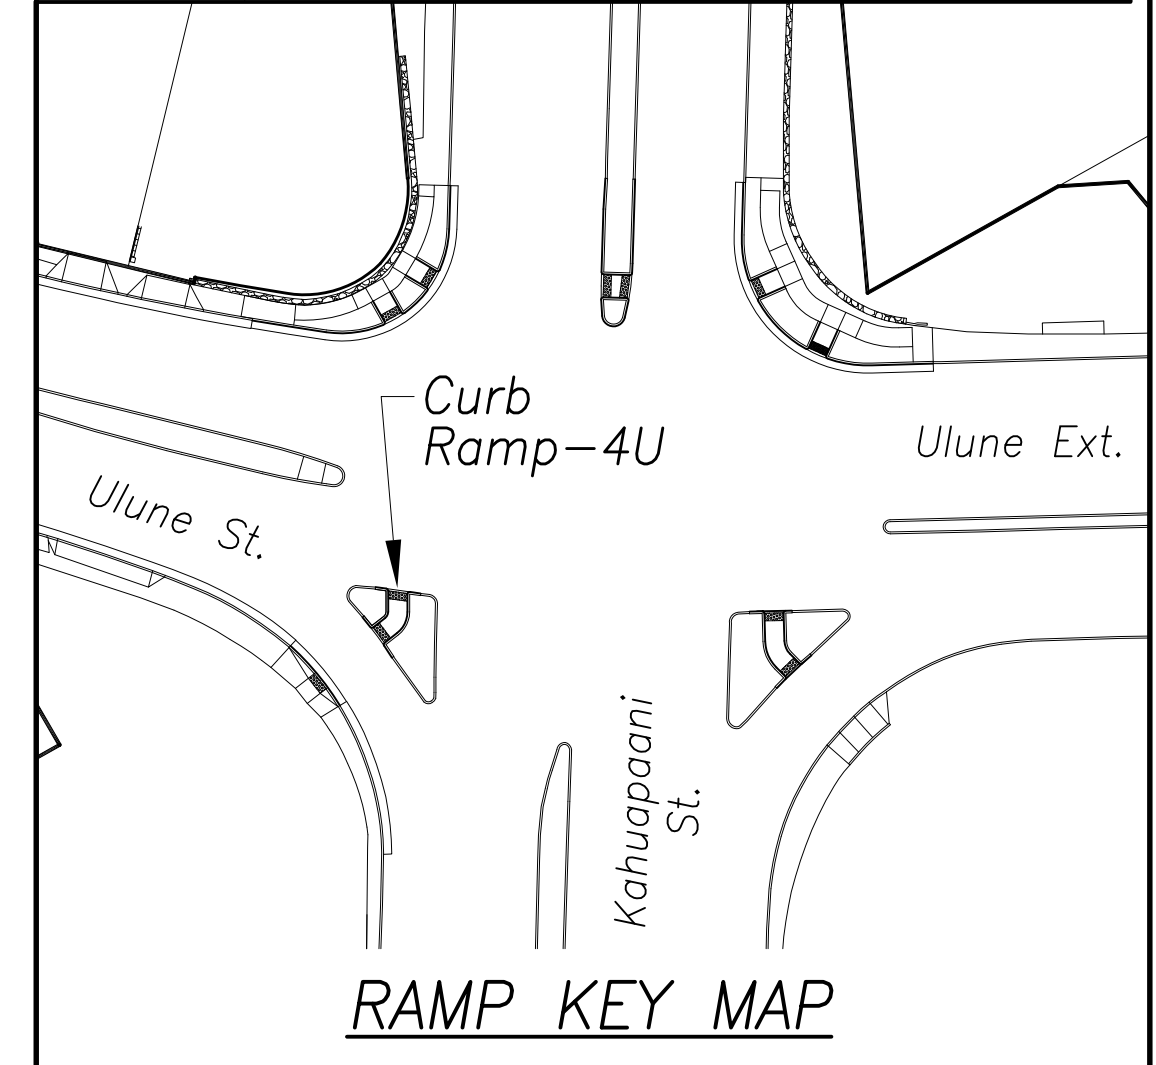 Curb
Ramp-4U
Ulune Ext.
Ulune St.
Kahuapaani
St.
RAMP KEY MAP